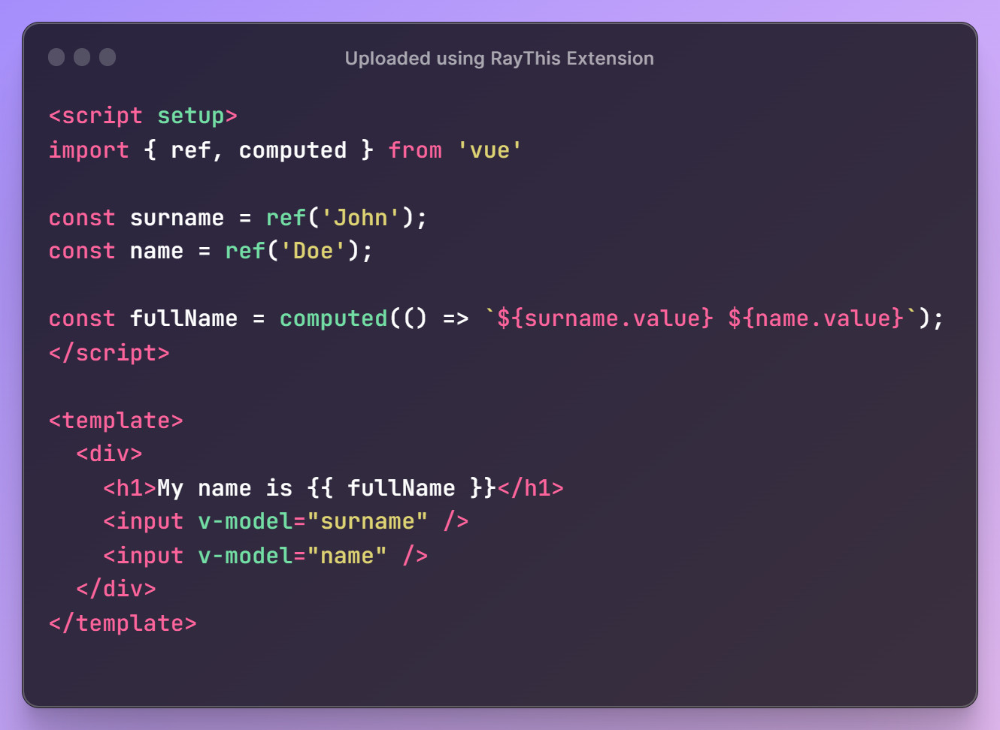 Uploaded using RayThis Extension
<script setup>
import { ref, computed } from 'vue'
const surname = ref('John');
const name = ref('Doe');
const fullName = computed(() => `${surname.value} ${name.value}`);
</script>
<template>
  <div>
    <h1>My name is {{ fullName }}</h1>
    <input v-model="surname" />
    <input v-model="name" />
  </div>
</template>